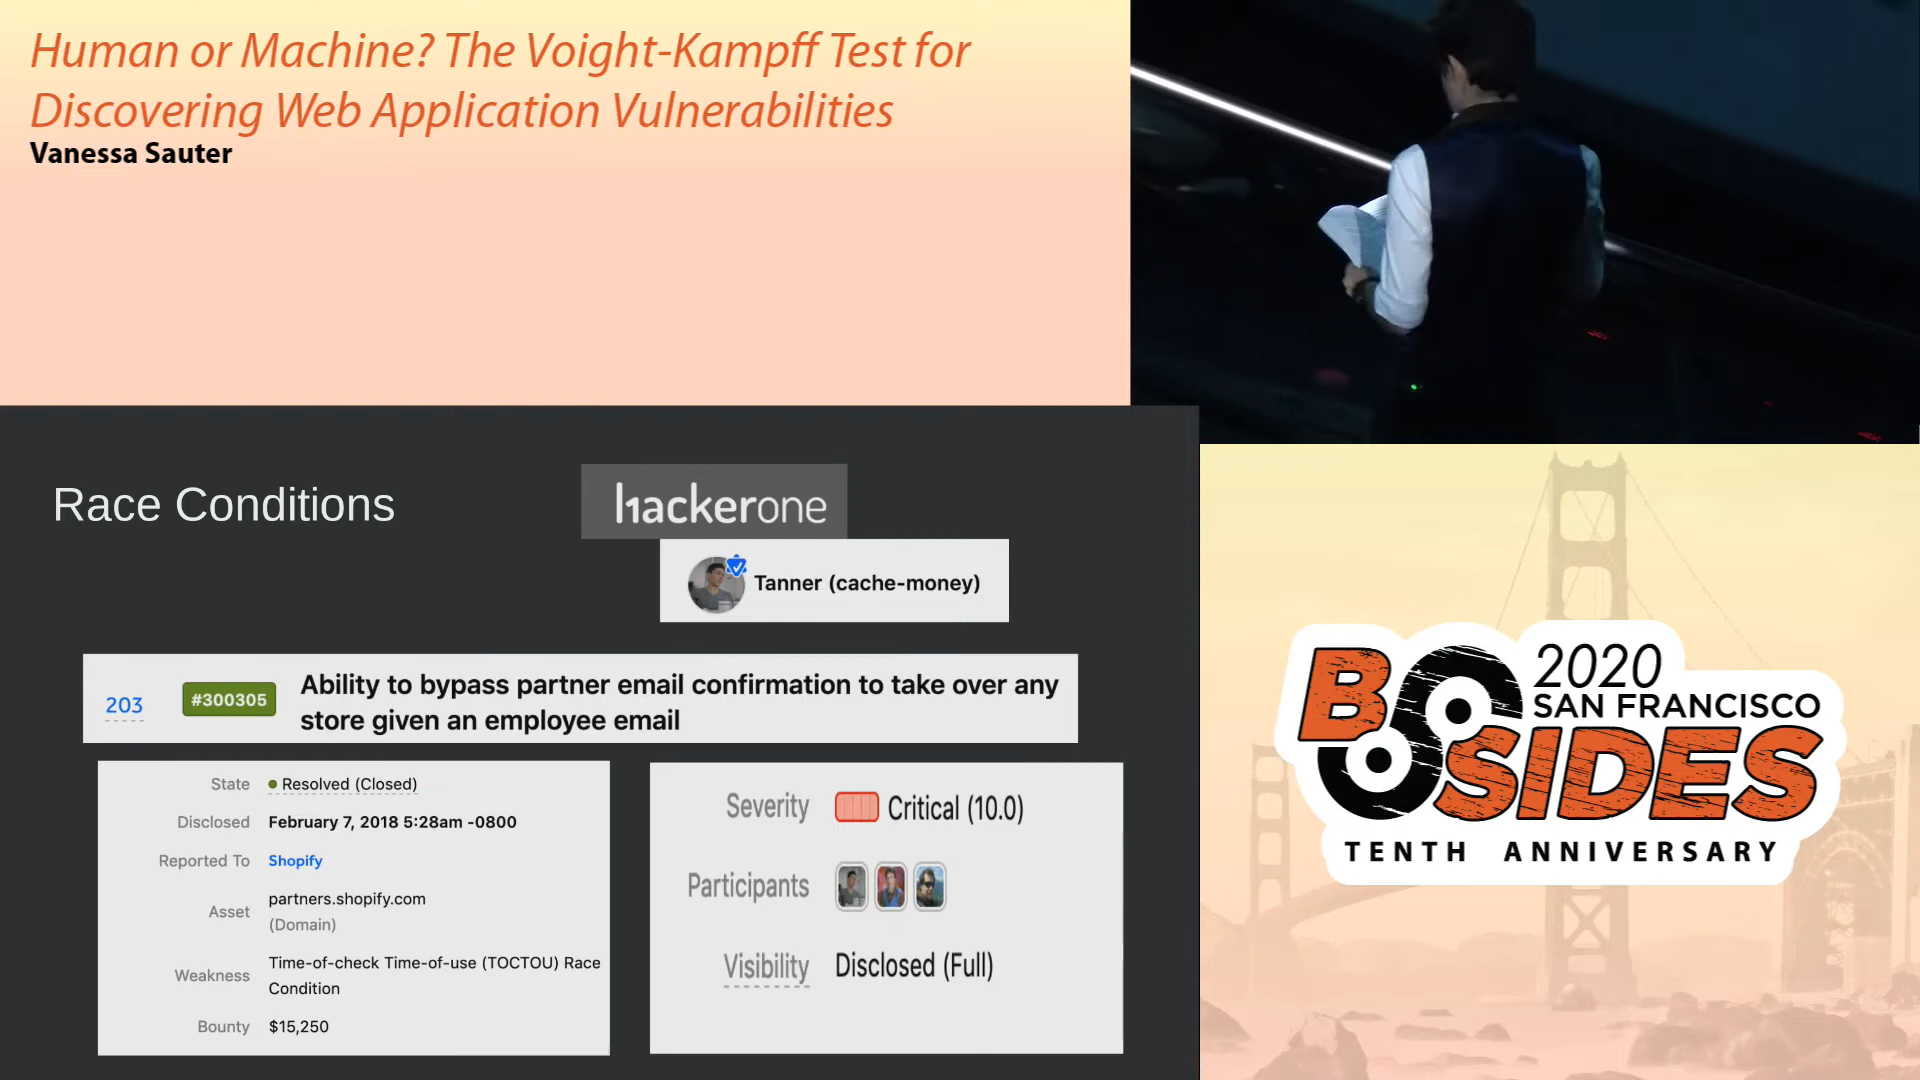 Human or Machine? The Voight-Kampff Test for
Discovering Web Application Vulnerabilities
Vanessa Sauter
Race Conditions
hackerone
Tanner (cache-money)
203
#300305
Ability to bypass partner email confirmation to take over any
store given an employee email
State
Resolved (Closed)
Disclosed
February 7, 2018 5:28am -0800
Reported To
Shopify
Asset
partners.shopify.com
(Domain)
Weakness
Time-of-check Time-of-use (TOCTOU) Race
Condition
Bounty
$15,250
Severity
Critical (10.0)
Participants
Visibility
Disclosed (Full)
2020
SAN FRANCISCO
BSIDES
TENTH ANNIVERSARY